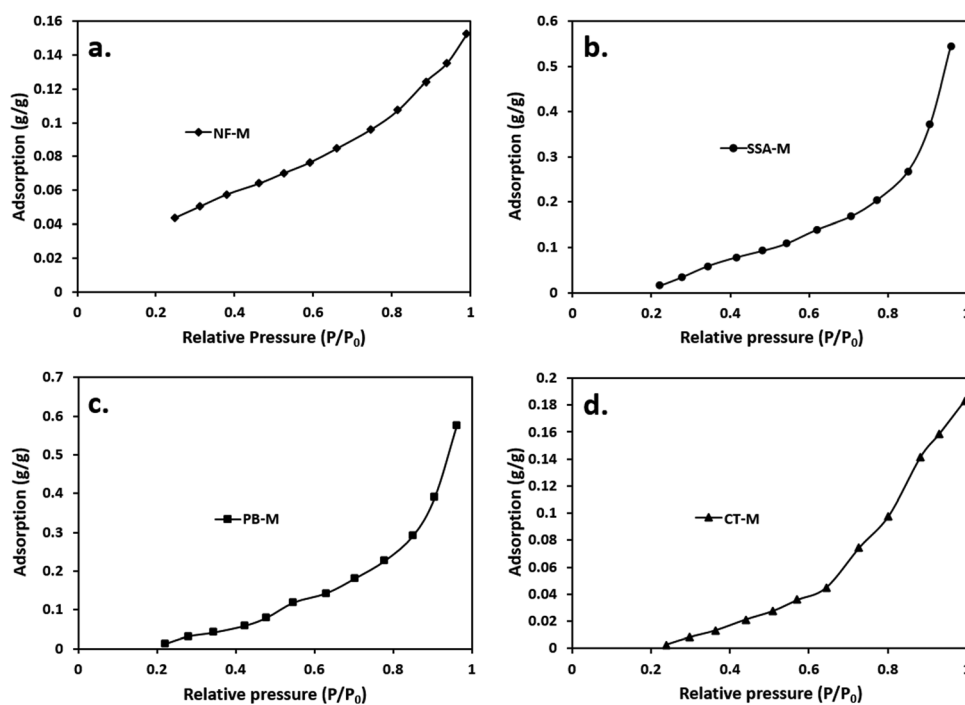 a.
0.16
0.14
0.12
0.1
0.08
0.06
0.04
0.02
0
Adsorption (g/g)
NF-M
0 0.2 0.4 0.6 0.8 1
Relative Pressure (P/P0)
b.
0.6
0.5
0.4
0.3
0.2
0.1
0
Adsorption (g/g)
SSA-M
0 0.2 0.4 0.6 0.8 1
Relative pressure (P/P0)
c.
0.7
0.6
0.5
0.4
0.3
0.2
0.1
0
Adsorption (g/g)
PB-M
0 0.2 0.4 0.6 0.8 1
Relative pressure (P/P0)
d.
0.2
0.18
0.16
0.14
0.12
0.1
0.08
0.06
0.04
0.02
0
Adsorption (g/g)
CT-M
0 0.2 0.4 0.6 0.8 1
Relative pressure (P/P0)